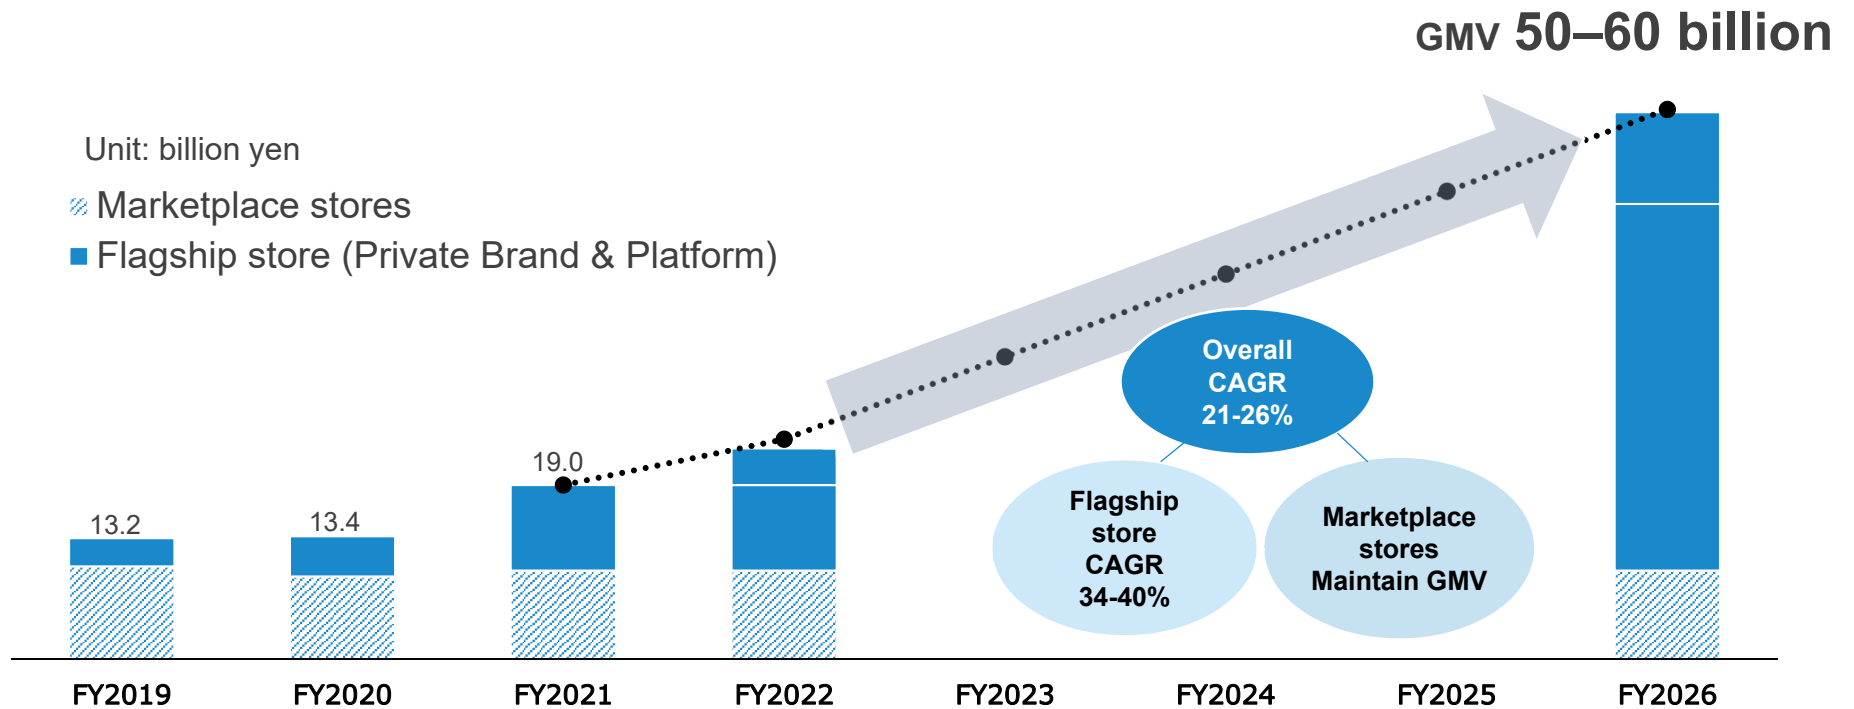 GMV 50–60 billion
Unit: billion yen
Marketplace stores
Flagship store (Private Brand & Platform)
13.2
13.4
19.0
Overall
CAGR
21-26%
Flagship
store
CAGR
34-40%
Marketplace
stores
Maintain GMV
FY2019
FY2020
FY2021
FY2022
FY2023
FY2024
FY2025
FY2026